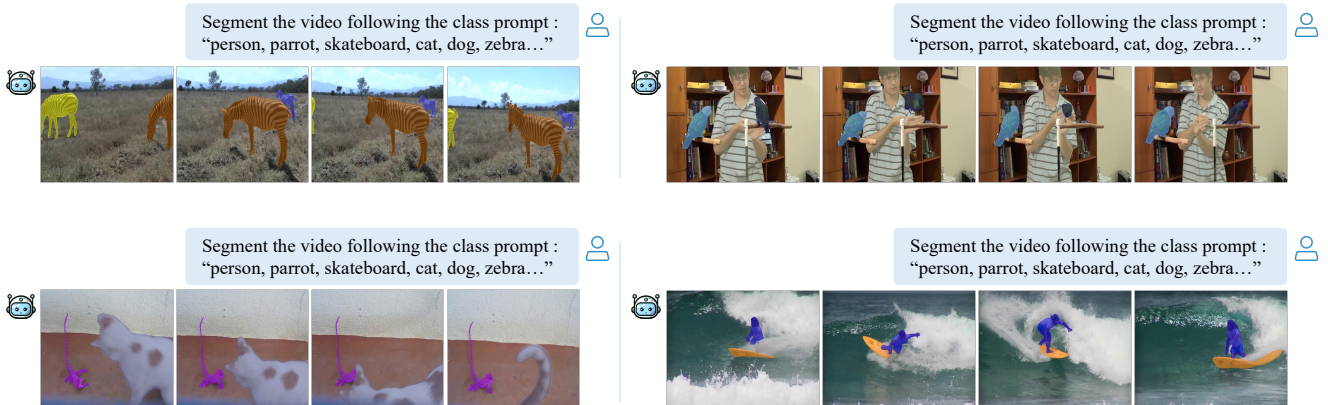 Segment the video following the class prompt :
“person, parrot, skateboard, cat, dog, zebra…”
Segment the video following the class prompt :
“person, parrot, skateboard, cat, dog, zebra…”
Segment the video following the class prompt :
“person, parrot, skateboard, cat, dog, zebra…”
Segment the video following the class prompt :
“person, parrot, skateboard, cat, dog, zebra…”